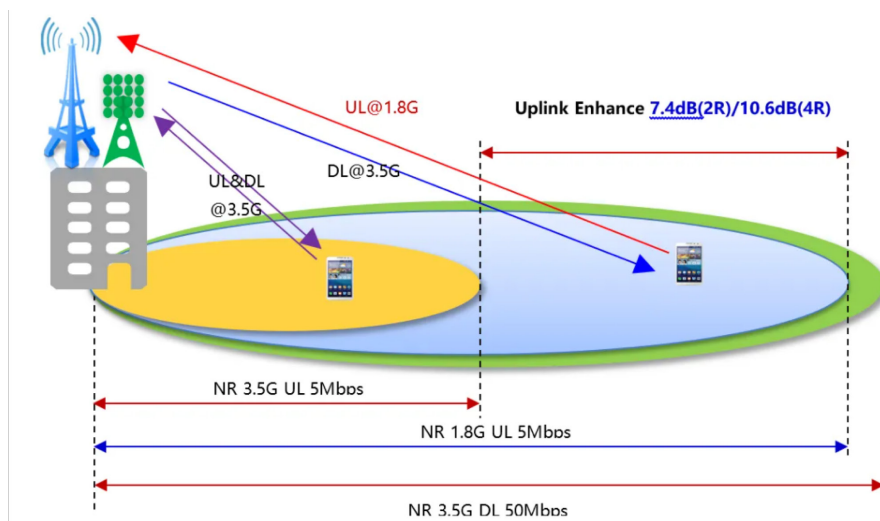 UL@1.8G
Uplink Enhance 7.4dB(2R)/10.6dB(4R)
DL@3.5G
UL&DL
@3.5G
NR 3.5G UL 5Mbps
NR 1.8G UL 5Mbps
NR 3.5G DL 50Mbps